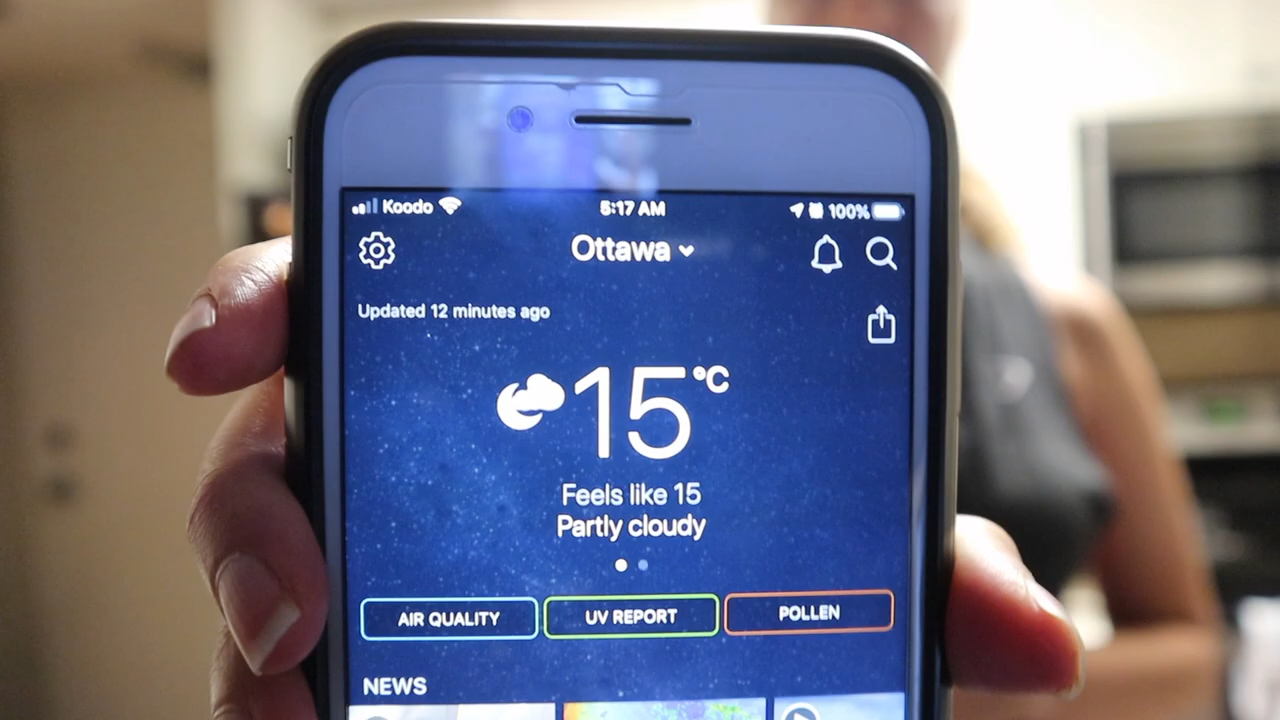 Koodo 5:17 AM 100%
Ottawa
Updated 12 minutes ago
15°C
Feels like 15
Partly cloudy
AIR QUALITY UV REPORT POLLEN
NEWS